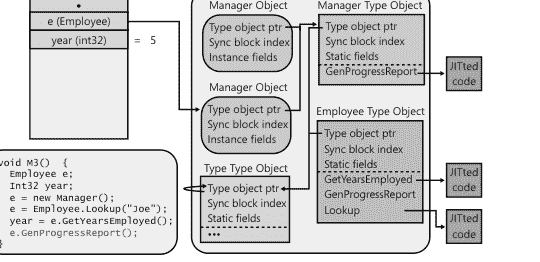 •
e (Employee)
year (int32) = 5
void M3() {
Employee e;
Int32 year;
e = new Manager();
e = Employee.Lookup("Joe");
year = e.GetYearsEmployed();
e.GenProgressReport();
}
Manager Object
Type object ptr
Sync block index
Instance fields
Manager Object
Type object ptr
Sync block index
Instance fields
Type Type Object
Type object ptr
Sync block index
Static fields
•••
Manager Type Object
Type object ptr
Sync block index
Static fields
GenProgressReport
JITted
code
Employee Type Object
Type object ptr
Sync block index
Static fields
GetYearsEmployed
GenProgressReport
Lookup
JITted
code
JITted
code